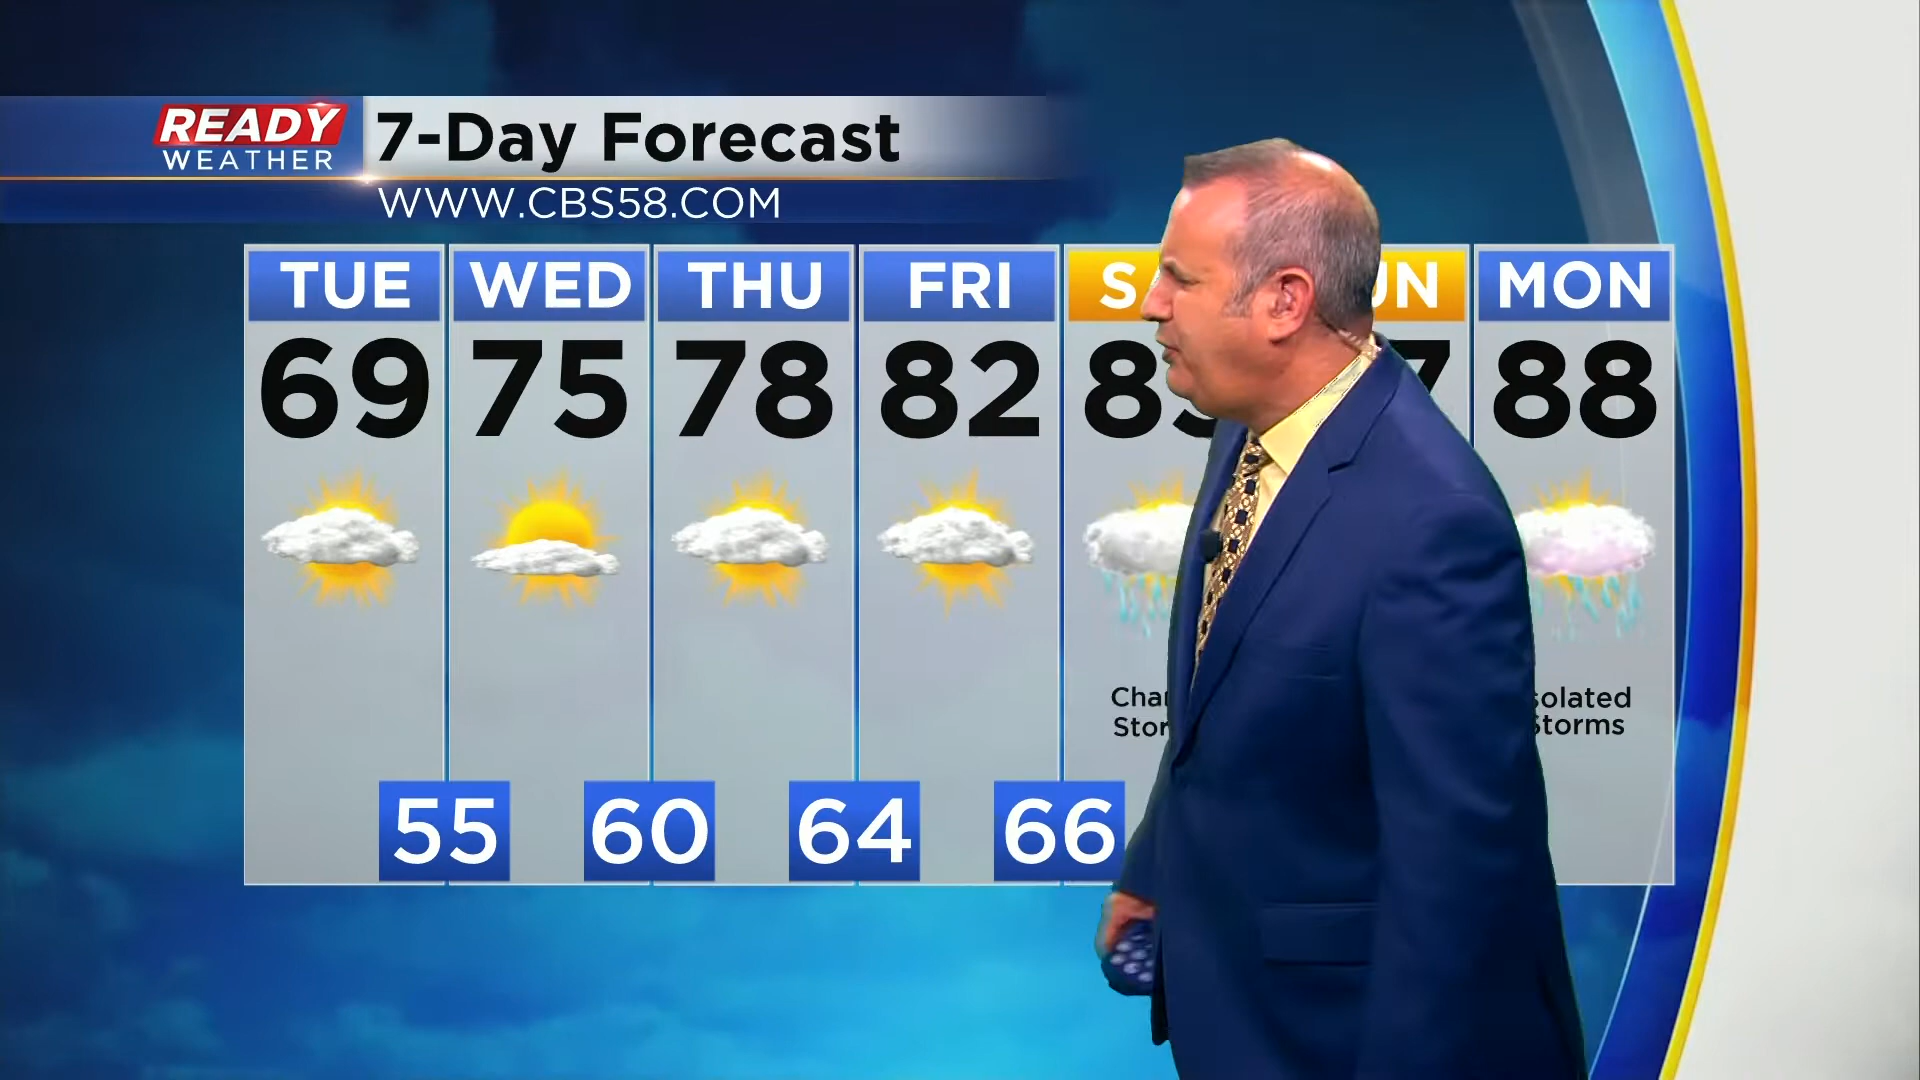 READY
WEATHER
7-Day Forecast
WWW.CBS58.COM
TUE WED THU FRI MON
69 75 78 82 88
Storms
55 60 64 66